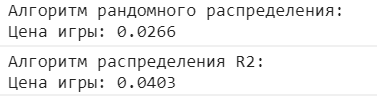 Алгоритм рандомного распределения:
Цена игры: 0.0266
Алгоритм распределения R2:
Цена игры: 0.0403